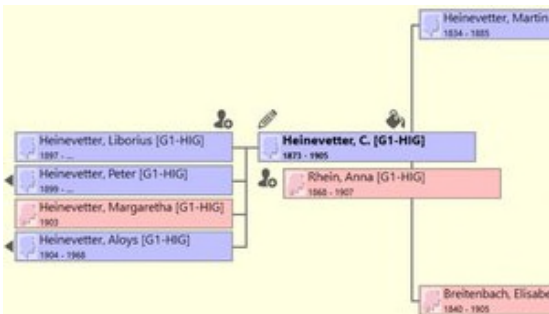 Heinevetter, Martin
1834 - 1885
Heinevetter, Liborius [G1-HIG]
1897 - ...
Heinevetter, Peter [G1-HIG]
1899 - ...
Heinevetter, Margaretha [G1-HIG]
1903
Heinevetter, Aloys [G1-HIG]
1904 - 1968
Heinevetter, C. [G1-HIG]
1873 - 1905
Rhein, Anna [G1-HIG]
1868 - 1907
Breitenbach, Elisabe
1840 - 1905